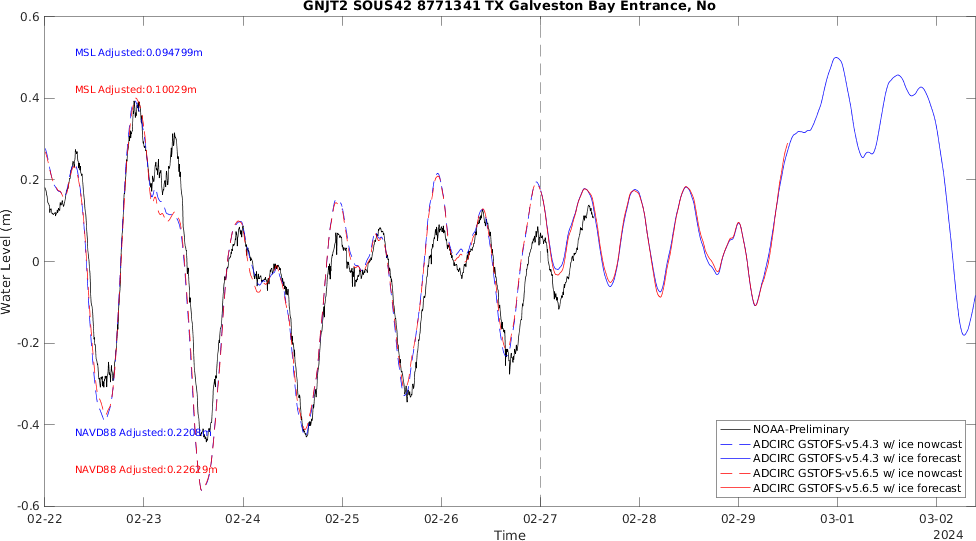 GNJT2 SOUS42 8771341 TX Galveston Bay Entrance, No
0.6
0.4
0.2
0
-0.2
-0.4
-0.6
Water Level (m)
MSL Adjusted:0.094799m
MSL Adjusted:0.10029m
NAVD88 Adjusted:0.2208
NAVD88 Adjusted:0.22629m
NOAA-Preliminary
ADCIRC GSTOFS-v5.4.3 w/ ice nowcast
ADCIRC GSTOFS-v5.4.3 w/ ice forecast
ADCIRC GSTOFS-v5.6.5 w/ ice nowcast
ADCIRC GSTOFS-v5.6.5 w/ ice forecast
02-22 02-23 02-24 02-25 02-26 02-27 02-28 02-29 03-01 03-02
Time
2024